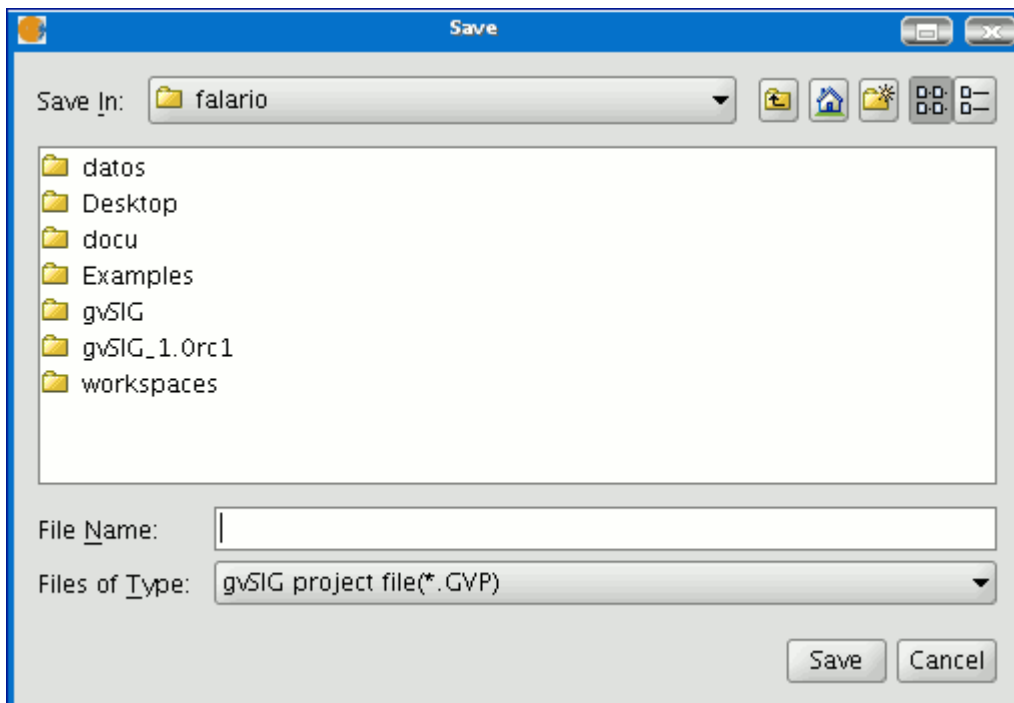 Save
Save In: falario
datos
Desktop
docu
Examples
gvSIG
gvSIG_1.0rc1
workspaces
File Name:
Files of Type: gvSIG project file(*.GVP)
Save Cancel